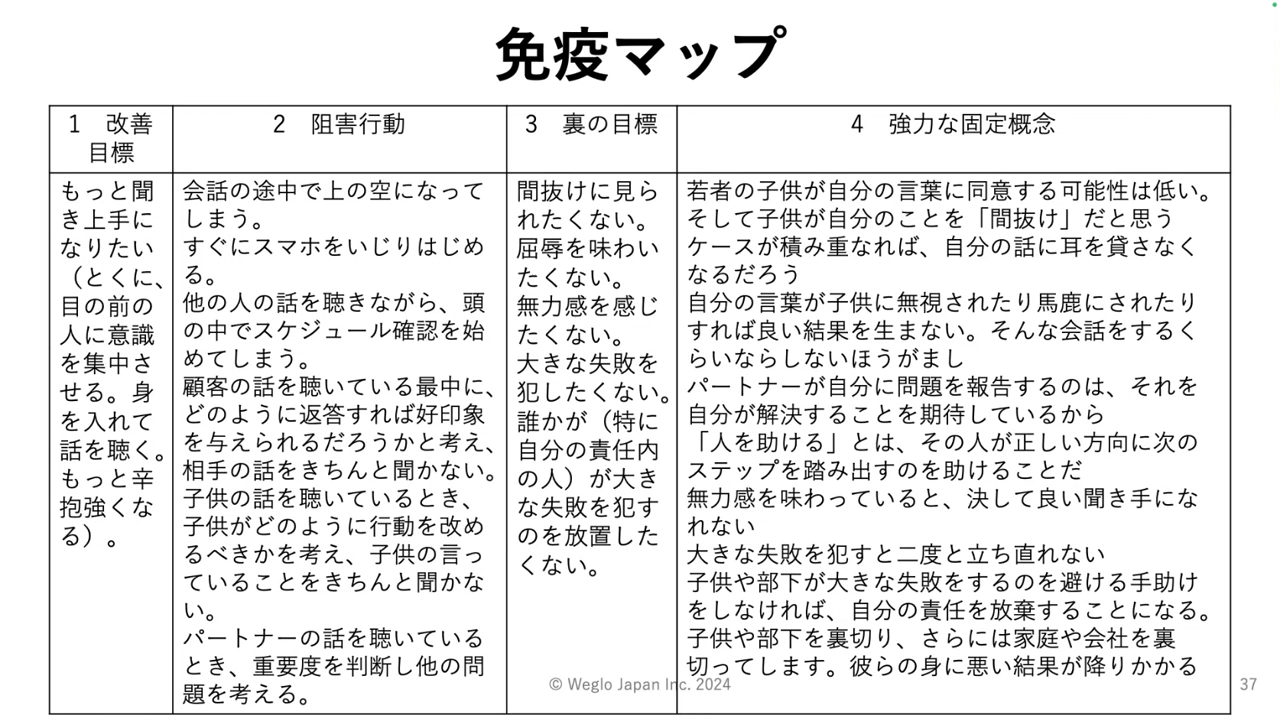 免疫マップ
1　改善
目標
2　阻害行動
3　裏の目標
4　強力な固定概念
もっと聞
き上手に
なりたい
（とくに、
目の前の
人に意識
を集中さ
せる。身
を入れて
話を聴く。
もっと辛
抱強くな
る）。
会話の途中で上の空になって
しまう。
すぐにスマホをいじりはじめ
る。
他の人の話を聴きながら、頭
の中でスケジュール確認を始
めてしまう。
顧客の話を聴いている最中に、
どのように返答すれば好印象
を与えられるだろうかと考え、
相手の話をきちんと聞かない。
子供の話を聴いているとき、
子供がどのように行動を改め
るべきかを考え、子供の言っ
ていることをきちんと聞かな
い。
パートナーの話を聴いている
とき、重要度を判断し他の問
題を考える。
間抜けに見ら
れたくない。
屈辱を味わい
たくない。
無力感を感じ
たくない。
大きな失敗を
犯したくない。
誰かが（特に
自分の責任内
の人）が大き
な失敗を犯す
のを放置した
くない。
若者の子供が自分の言葉に同意する可能性は低い。
そして子供が自分のことを「間抜け」だと思う
ケースが積み重なれば、自分の話に耳を貸さなく
なるだろう
自分の言葉が子供に無視されたり馬鹿にされたり
すれば良い結果を生まない。そんな会話をするく
らいならしないほうがまし
パートナーが自分に問題を報告するのは、それを
自分が解決することを期待しているから
「人を助ける」とは、その人が正しい方向に次の
ステップを踏み出すのを助けることだ
無力感を味わっていると、決して良い聞き手にな
れない
大きな失敗を犯すと二度と立ち直れない
子供や部下が大きな失敗をするのを避ける手助け
をしなければ、自分の責任を放棄することになる。
子供や部下を裏切り、さらには家庭や会社を裏
切ってします。彼らの身に悪い結果が降りかかる
© Weglo Japan Inc. 2024
37